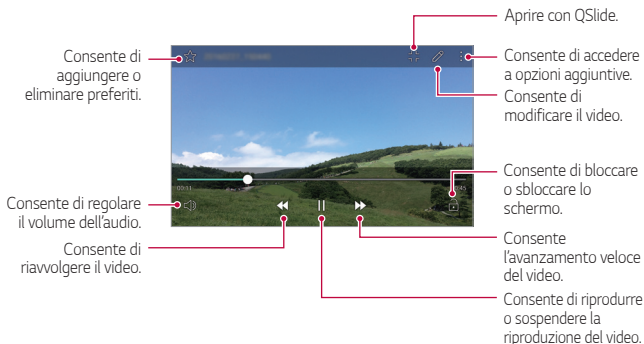 Aprire con QSlide.
Consente di
aggiungere o
eliminare preferiti.
Consente di accedere
a opzioni aggiuntive.
Consente di
modificare il video.
Consente di bloccare
o sbloccare lo
schermo.
00:11
Consente di regolare
il volume dell'audio.
Consente di
riavvolgere il video.
Consente
l'avanzamento veloce
del video.
Consente di riprodurre
o sospendere la
riproduzione del video.